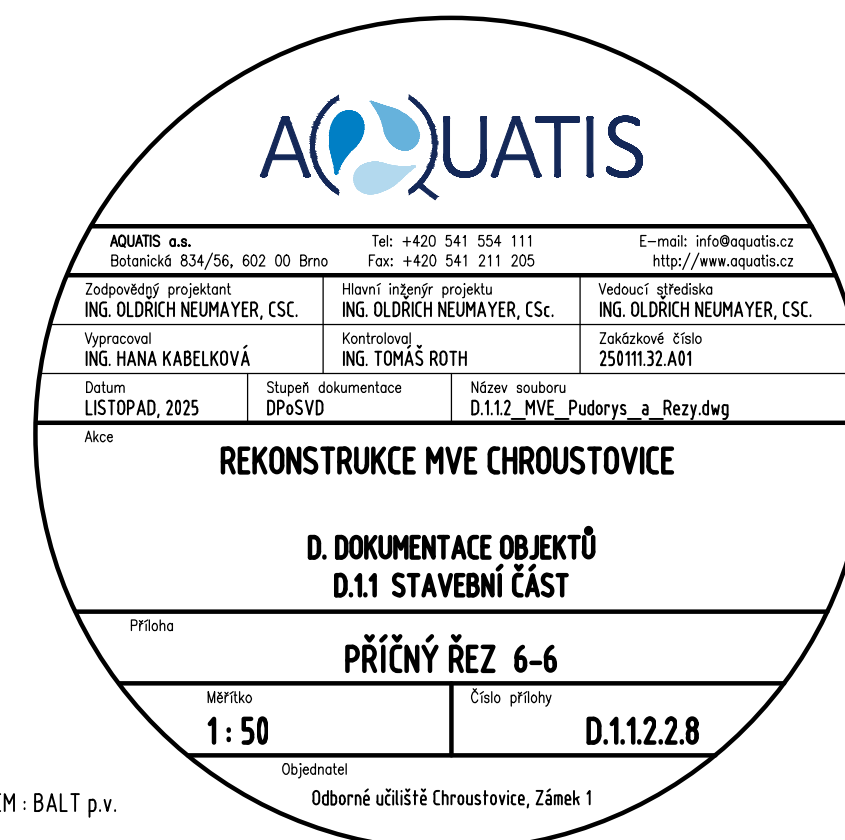 AQUATIS
AQUATIS a.s. Tel: +420 541 554 111 E-mail: info@aquatis.cz
Botanická 834/56, 602 00 Brno Fax: +420 541 211 205 http://www.aquatis.cz
Zodpovědný projektant Hlavní inženýr projektu Vedoucí střediska
ING. OLDŘICH NEUMAYER, CSC. ING. OLDŘICH NEUMAYER, CSc. ING. OLDŘICH NEUMAYER, CSC.
Vypracoval Kontroloval Zakázkové číslo
ING. HANA KABELKOVÁ ING. TOMÁŠ ROTH 250111.32.A01
Datum Stupeň dokumentace Název souboru
LISTOPAD, 2025 DPoSVD D.1.1.2_MVE_Pudorys_a_Rezy.dwg
Akce
REKONSTRUKCE MVE CHROUSTOVICE
D. DOKUMENTACE OBJEKTŮ
D.1.1 STAVEBNÍ ČÁST
Příloha
PŘÍČNÝ ŘEZ 6-6
Měřítko Číslo přílohy
1 : 50 D.1.1.2.2.8
Objednatel
Odborné učiliště Chroustovice, Zámek 1
: BALT p.v.